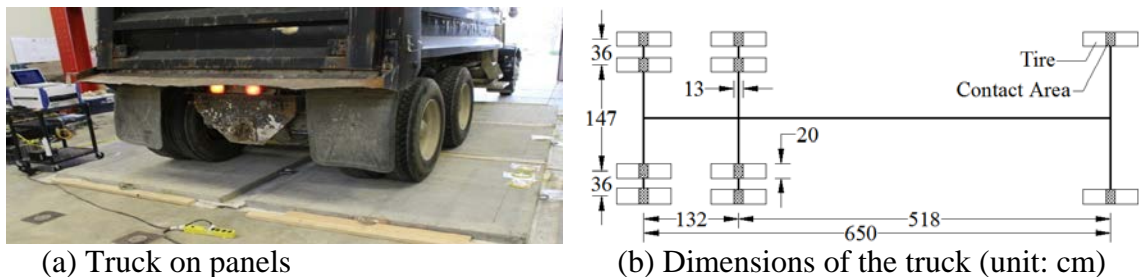 36
147
36
13
20
Tire
Contact Area
132
518
650
(a) Truck on panels
(b) Dimensions of the truck (unit: cm)